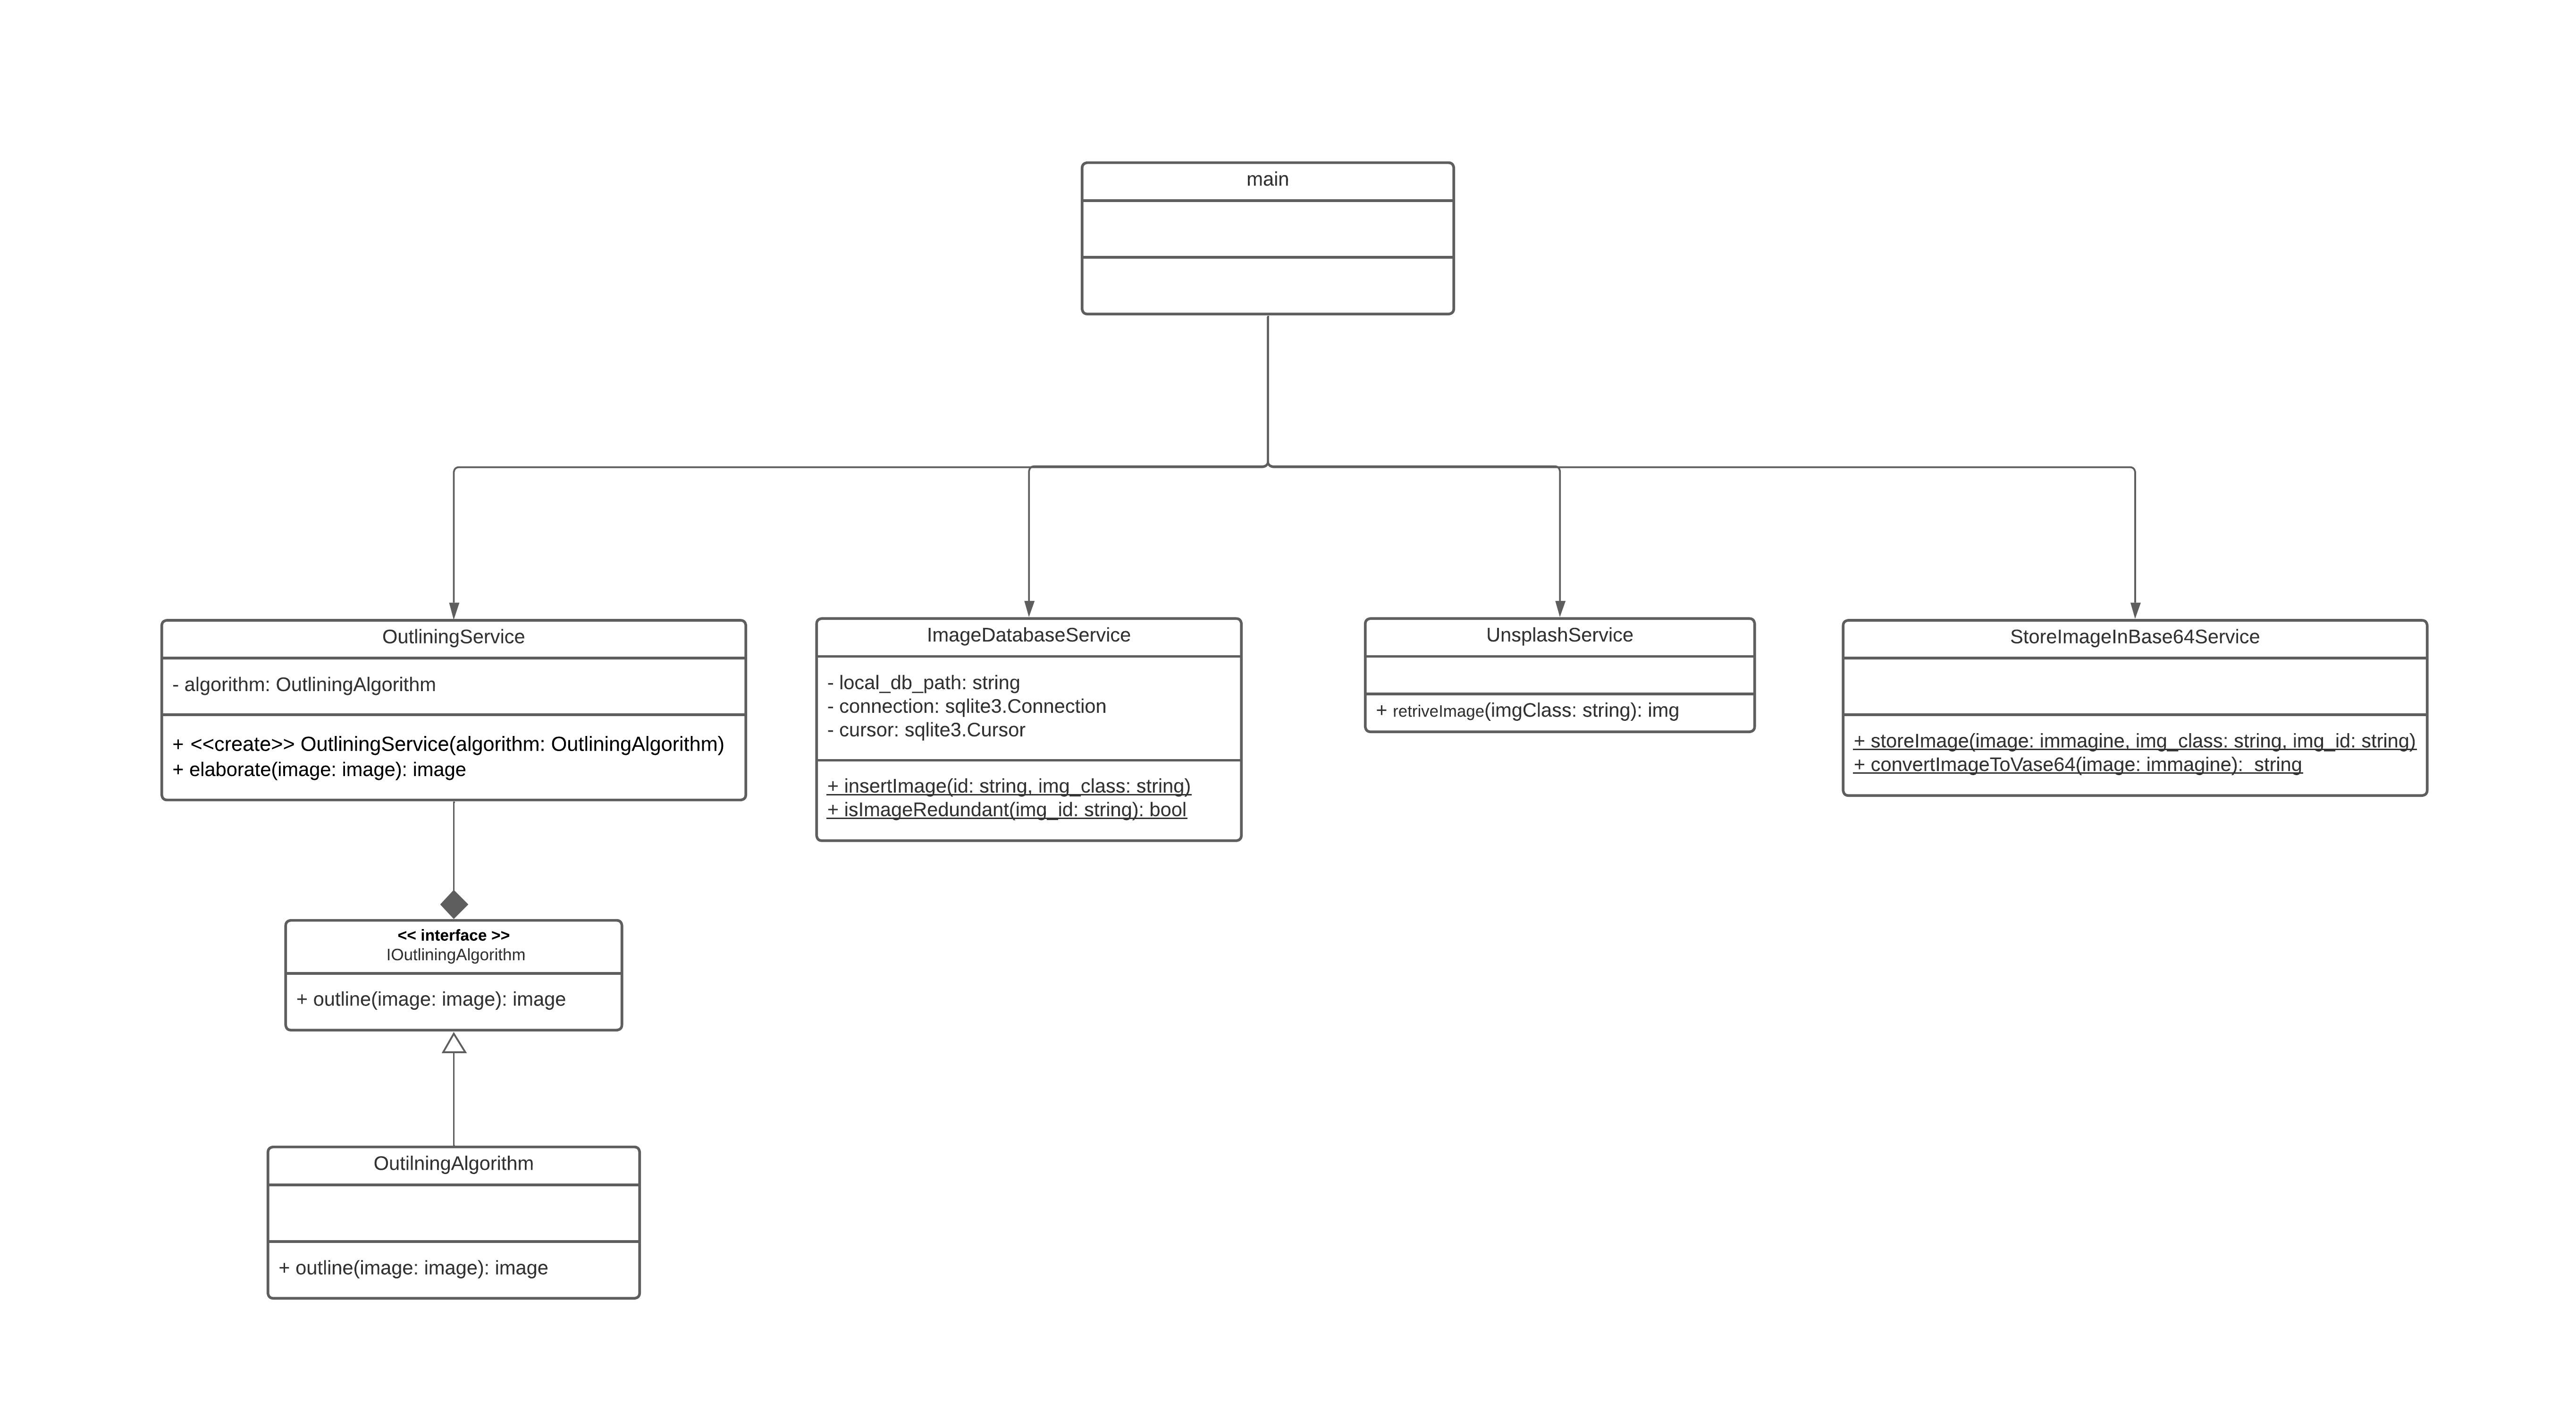 main
OutliningService
- algorithm: OutliningAlgorithm
+ <<create>> OutliningService(algorithm: OutliningAlgorithm)
+ elaborate(image: image): image
ImageDatabaseService
- local_db_path: string
- connection: sqlite3.Connection
- cursor: sqlite3.Cursor
+ insertImage(id: string, img_class: string)
+ isImageRedundant(img_id: string): bool
UnsplashService
+ retriveImage(imgClass: string): img
StoreImageInBase64Service
+ storeImage(image: immagine, img_class: string, img_id: string)
+ convertImageToVase64(image: immagine):  string
<< interface >>
IOutliningAlgorithm
+ outline(image: image): image
OutilningAlgorithm
+ outline(image: image): image